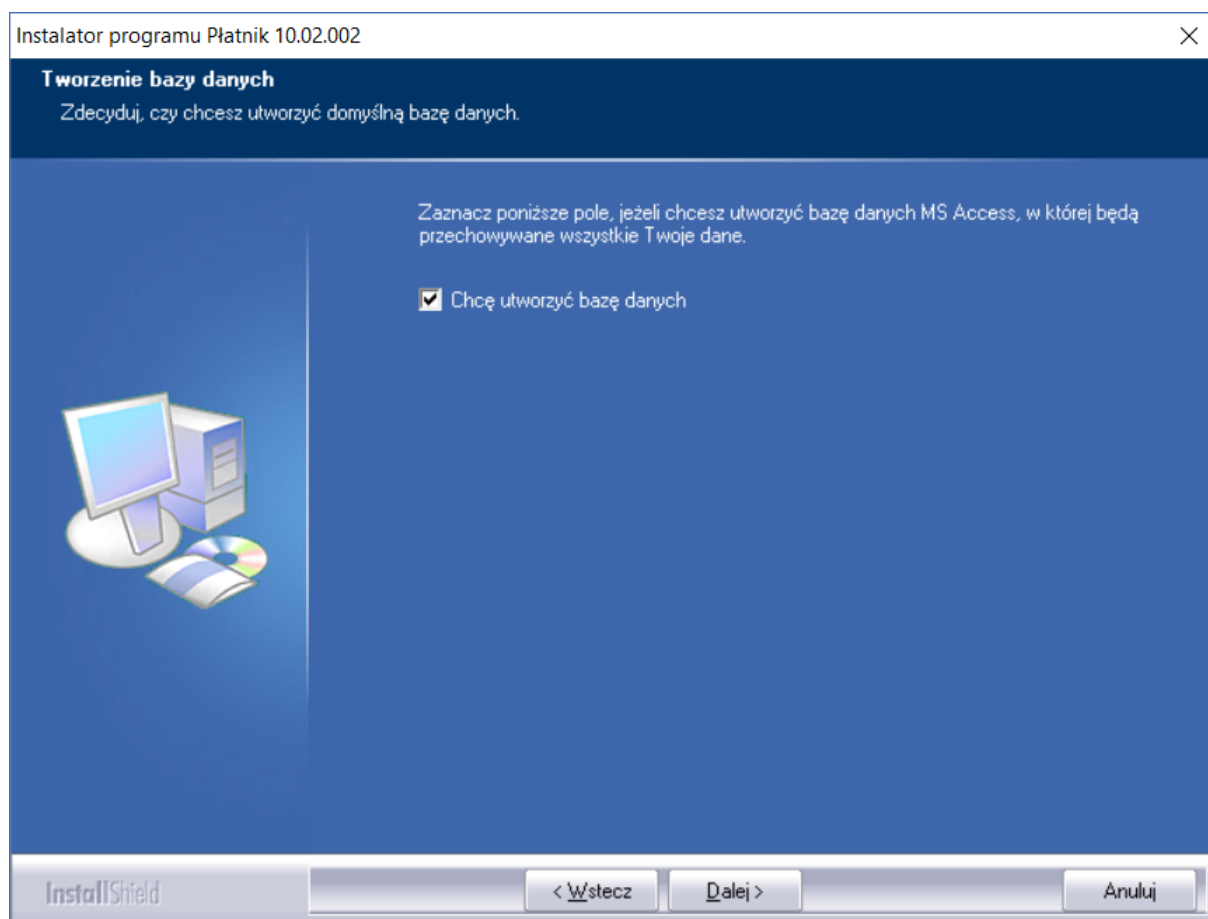 Instalator programu Płatnik 10.02.002
Tworzenie bazy danych
Zdecyduj, czy chcesz utworzyć domyślną bazę danych.
Zaznacz poniższe pole, jeżeli chcesz utworzyć bazę danych MS Access, w której będą
przechowywane wszystkie Twoje dane.
Chcę utworzyć bazę danych
InstallShield
< Wstecz
Dalej >
Anuluj